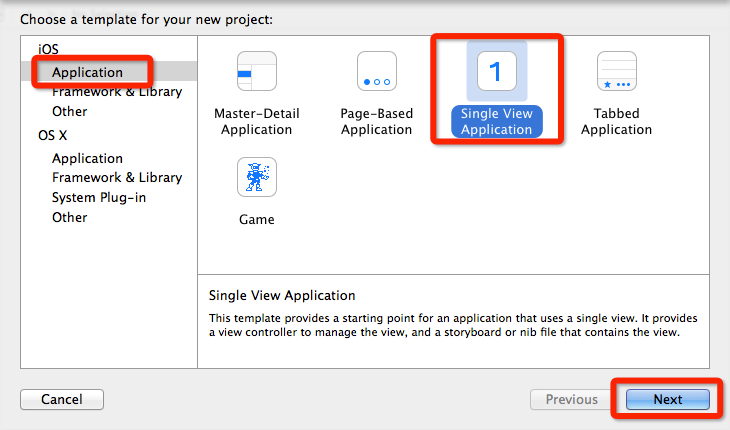 Choose a template for your new project:
iOS
Application
Framework & Library
Other
OS X
Application
Framework & Library
System Plug-in
Other
Master-Detail
Application
Page-Based
Application
1
Single View
Application
Tabbed
Application
Game
Single View Application
This template provides a starting point for an application that uses a single view. It provides
a view controller to manage the view, and a storyboard or nib file that contains the view.
Cancel
Previous
Next